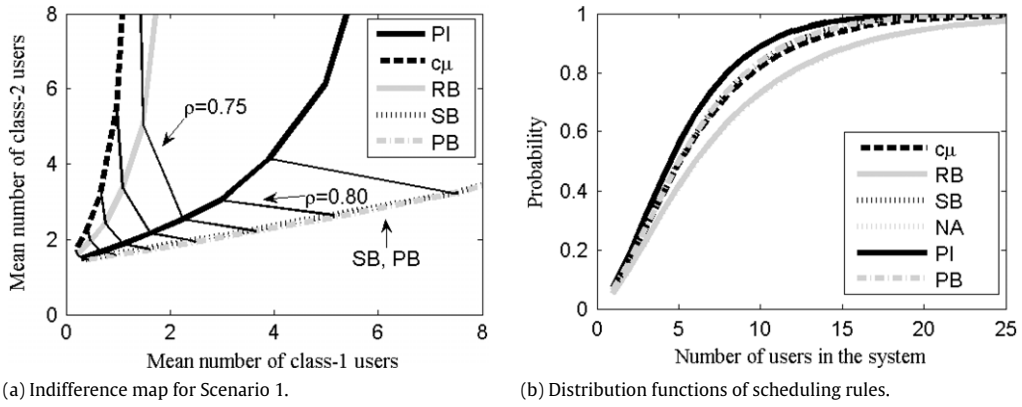 8
6
4
2
0
0
2
4
6
8
Mean number of class-2 users
Mean number of class-1 users
PI
cμ
RB
SB
PB
ρ=0.75
ρ=0.80
SB, PB
(a) Indifference map for Scenario 1.
1
0.8
0.6
0.4
0.2
0
0
5
10
15
20
25
Probability
Number of users in the system
cμ
RB
SB
NA
PI
PB
(b) Distribution functions of scheduling rules.